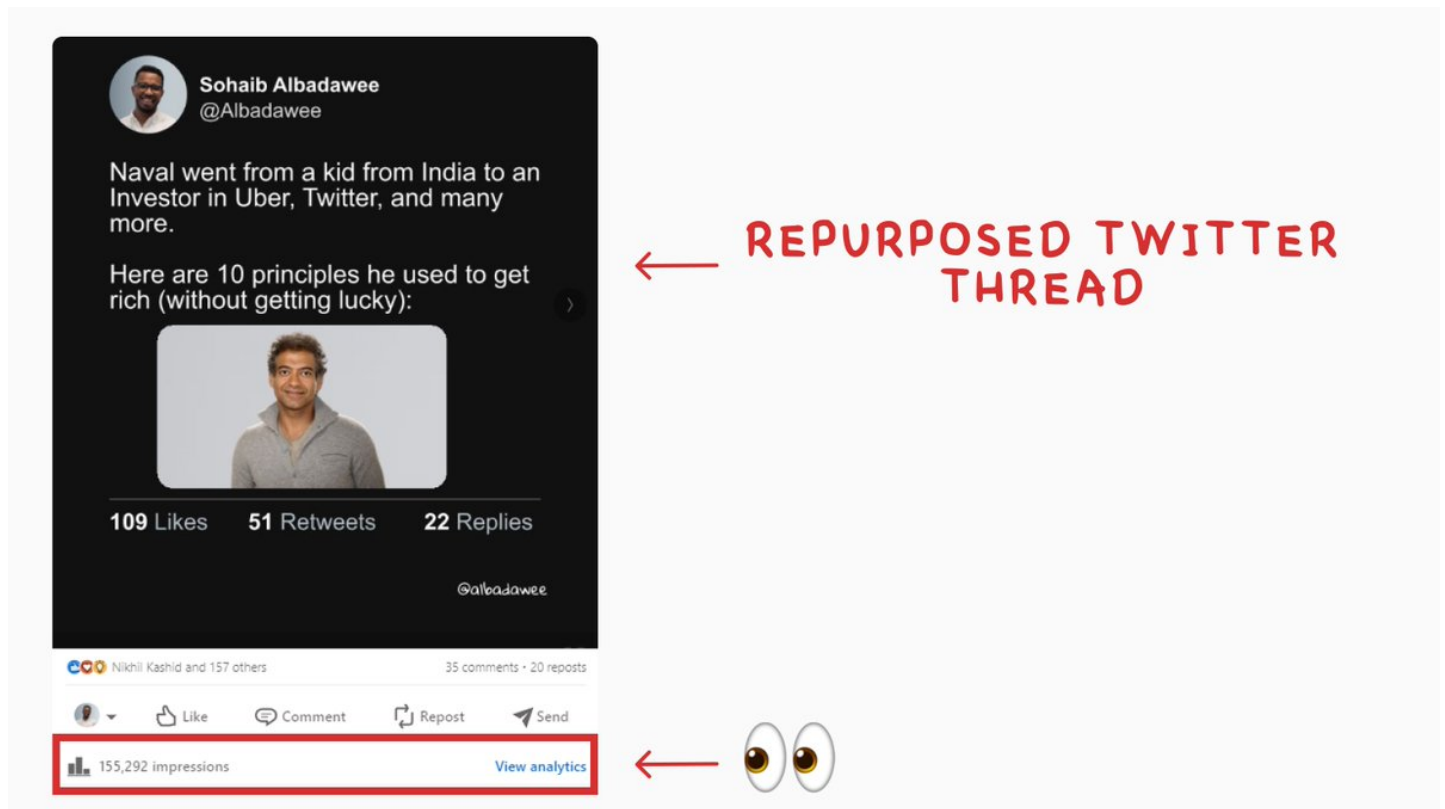 Sohaib Albadawee
@Albadawee
Naval went from a kid from India to an
Investor in Uber, Twitter, and many
more.
Here are 10 principles he used to get
rich (without getting lucky):
109 Likes 51 Retweets 22 Replies
@albadawee
Nikhil Kashid and 157 others 35 comments • 20 reposts
Like Comment Repost Send
155,292 impressions View analytics
REPURPOSED TWITTER
THREAD